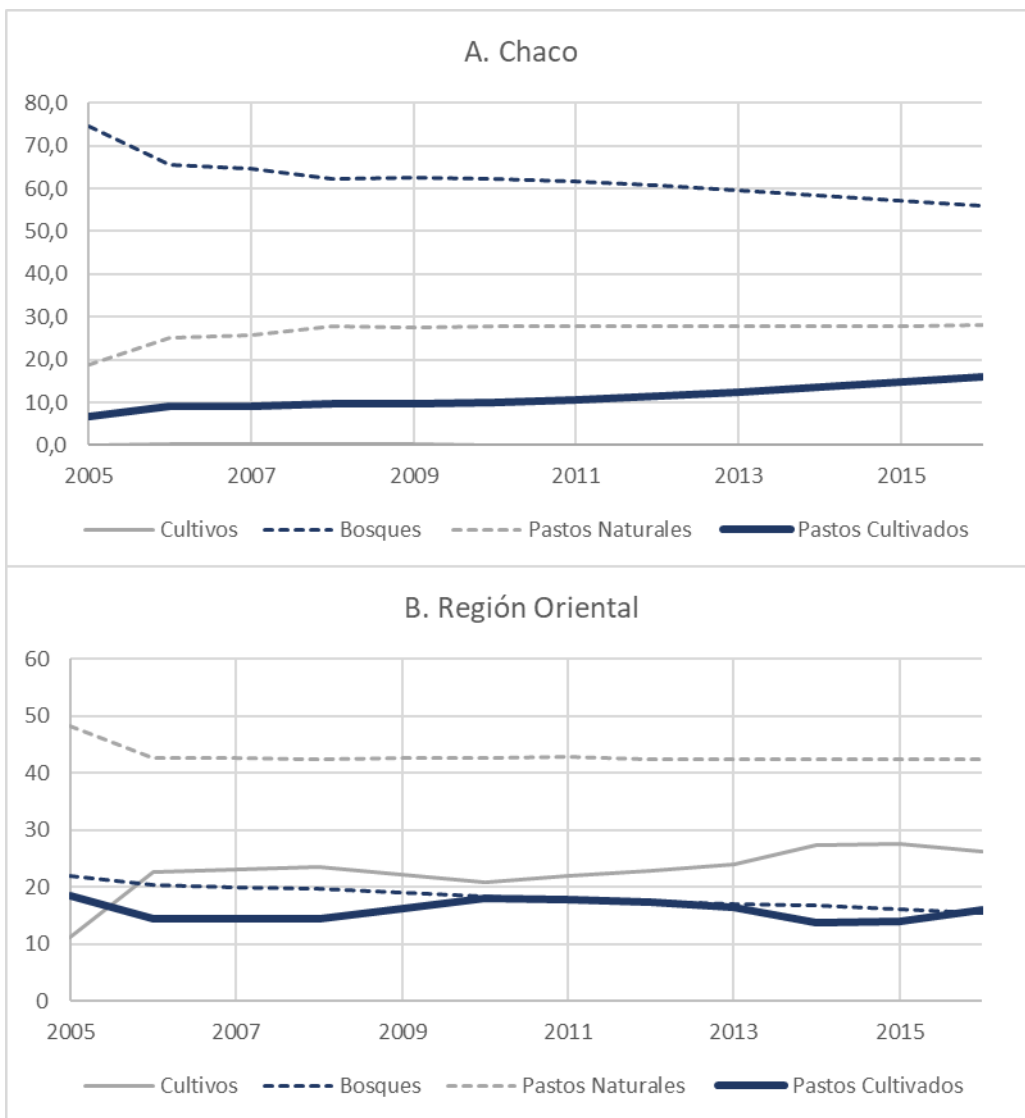 A. Chaco
80,0
70,0
60,0
50,0
40,0
30,0
20,0
10,0
0,0
2005 2007 2009 2011 2013 2015
Cultivos Bosques Pastos Naturales Pastos Cultivados
B. Región Oriental
60
50
40
30
20
10
0
2005 2007 2009 2011 2013 2015
Cultivos Bosques Pastos Naturales Pastos Cultivados